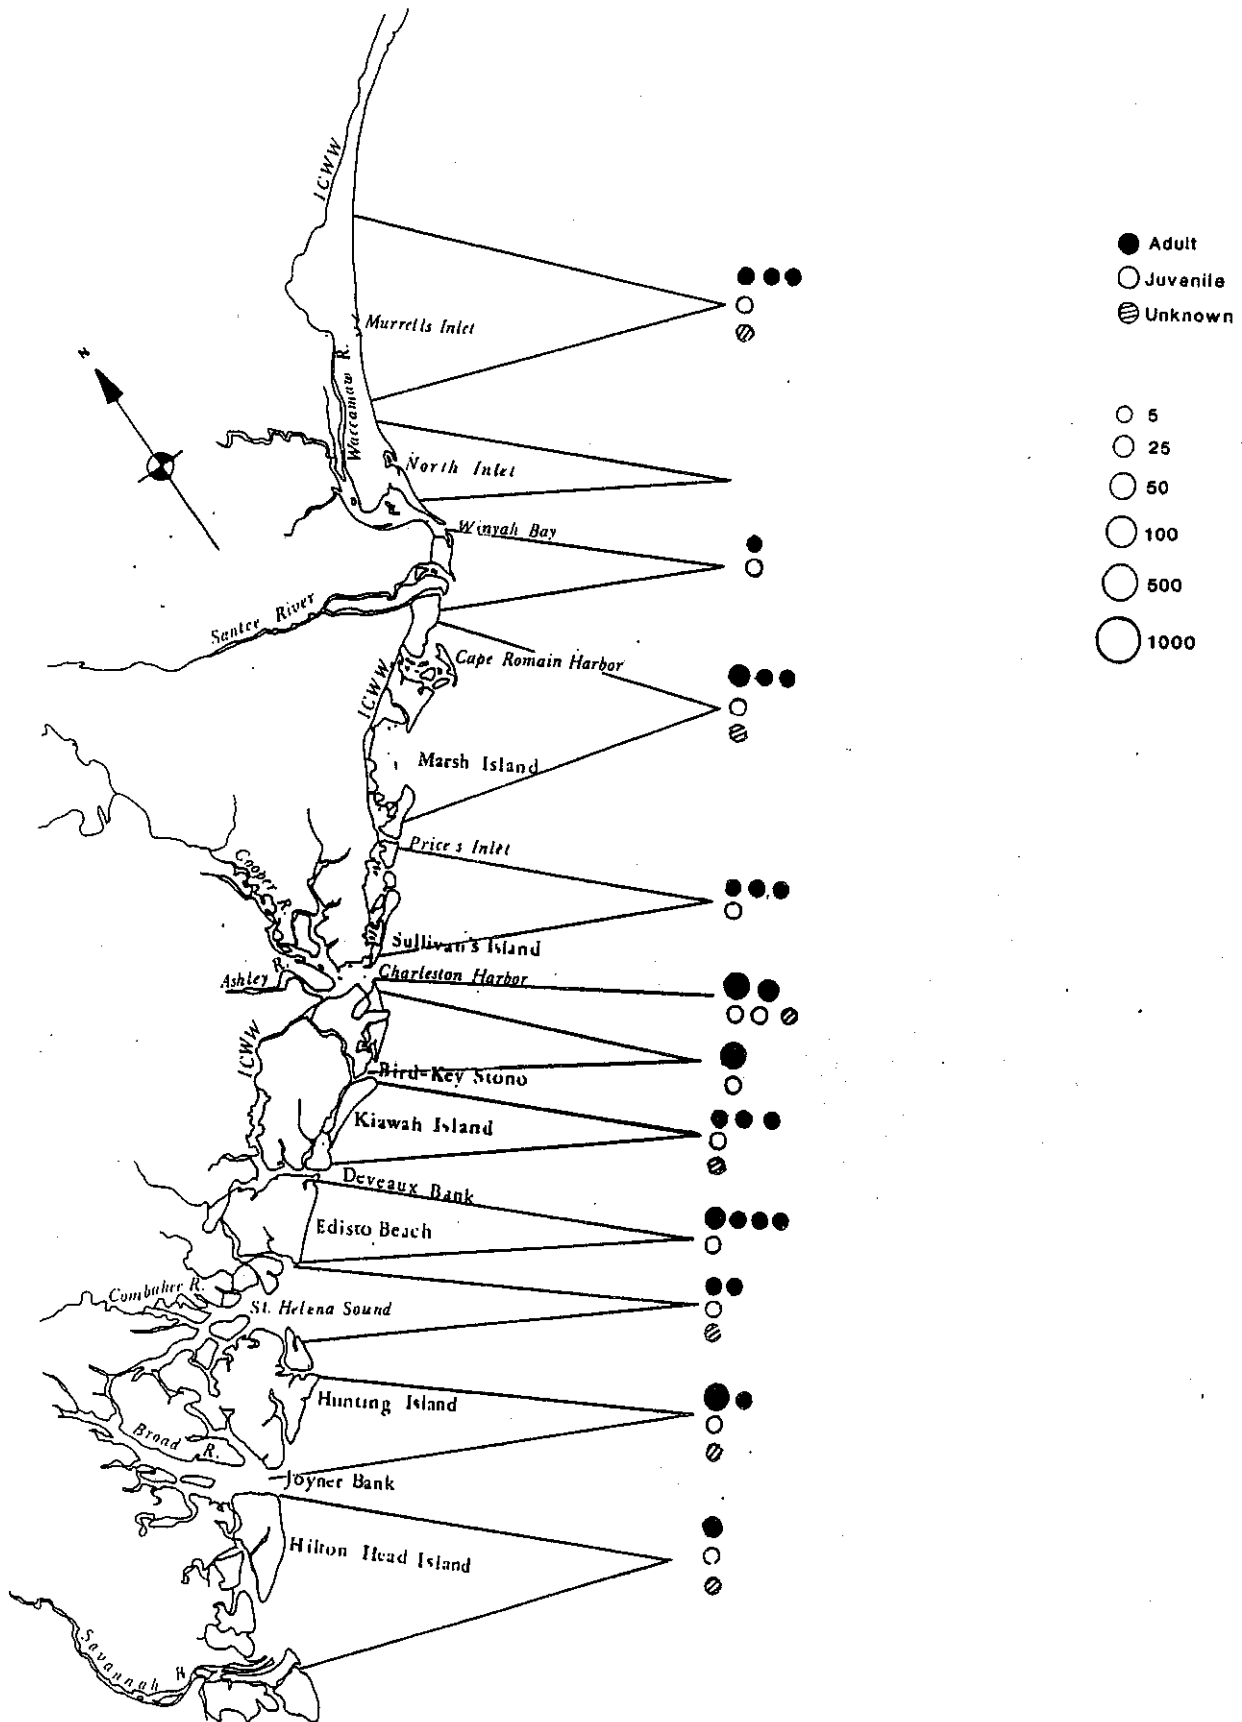 ICWW
Adult
Juvenile
Unknown
Murrells Inlet
Waccamaw R.
N
5
25
50
100
500
1000
North Inlet
Winyah Bay
Santee River
Cape Romain Harbor
ICWW
Marsh Island
Price's Inlet
Cooper R.
Sullivan's Island
Ashley R.
Charleston Harbor
ICWW
Bird-Key Stono
Kiawah Island
Deveaux Bank
Edisto Beach
Combahee R.
St. Helena Sound
Hunting Island
Broad R.
Joyner Bank
Hilton Head Island
Savannah R